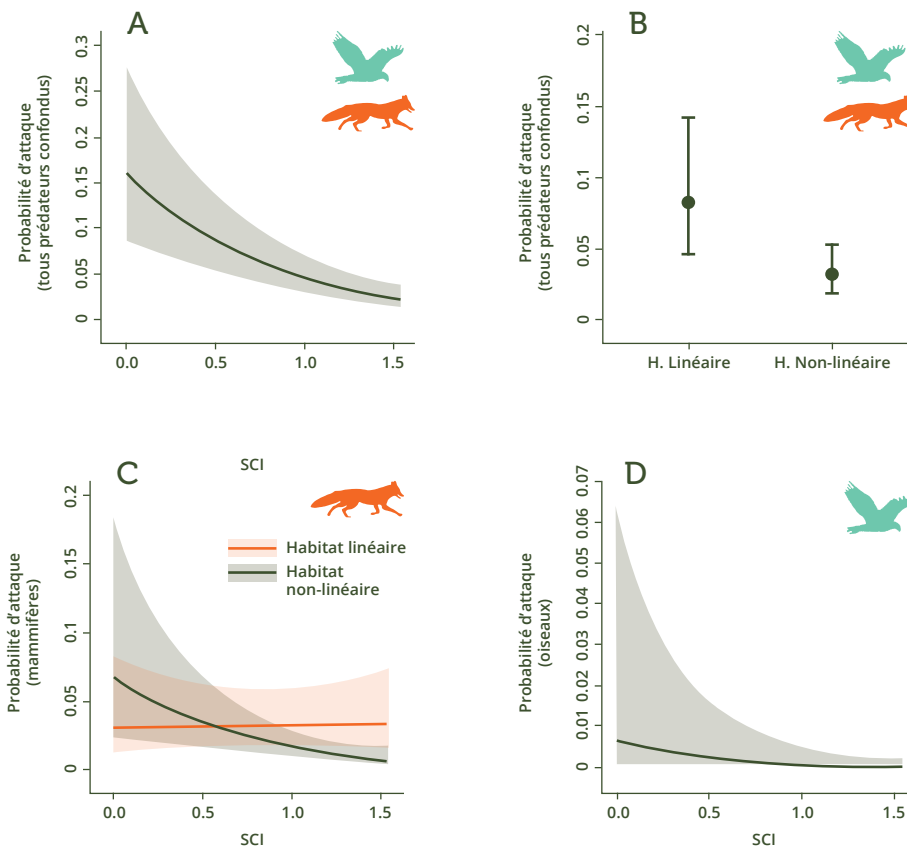 A
Probabilité d'attaque
(tous prédateurs confondus)
0.3
0.25
0.2
0.15
0.1
0.05
0
0.0 0.5 1.0 1.5
SCI
B
Probabilité d'attaque
(tous prédateurs confondus)
0.2
0.15
0.1
0.05
0
H. Linéaire H. Non-linéaire
C
Probabilité d'attaque
(mammifères)
0.2
0.15
0.1
0.05
0
Habitat linéaire
Habitat
non-linéaire
0.0 0.5 1.0 1.5
SCI
D
Probabilité d'attaque
(oiseaux)
0.07
0.06
0.05
0.04
0.03
0.02
0.01
0
0.0 0.5 1.0 1.5
SCI